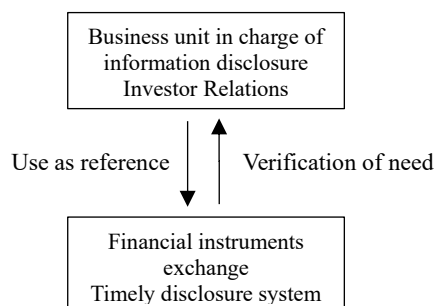 Business unit in charge of
information disclosure
Investor Relations
Use as reference
Verification of need
Financial instruments
exchange
Timely disclosure system